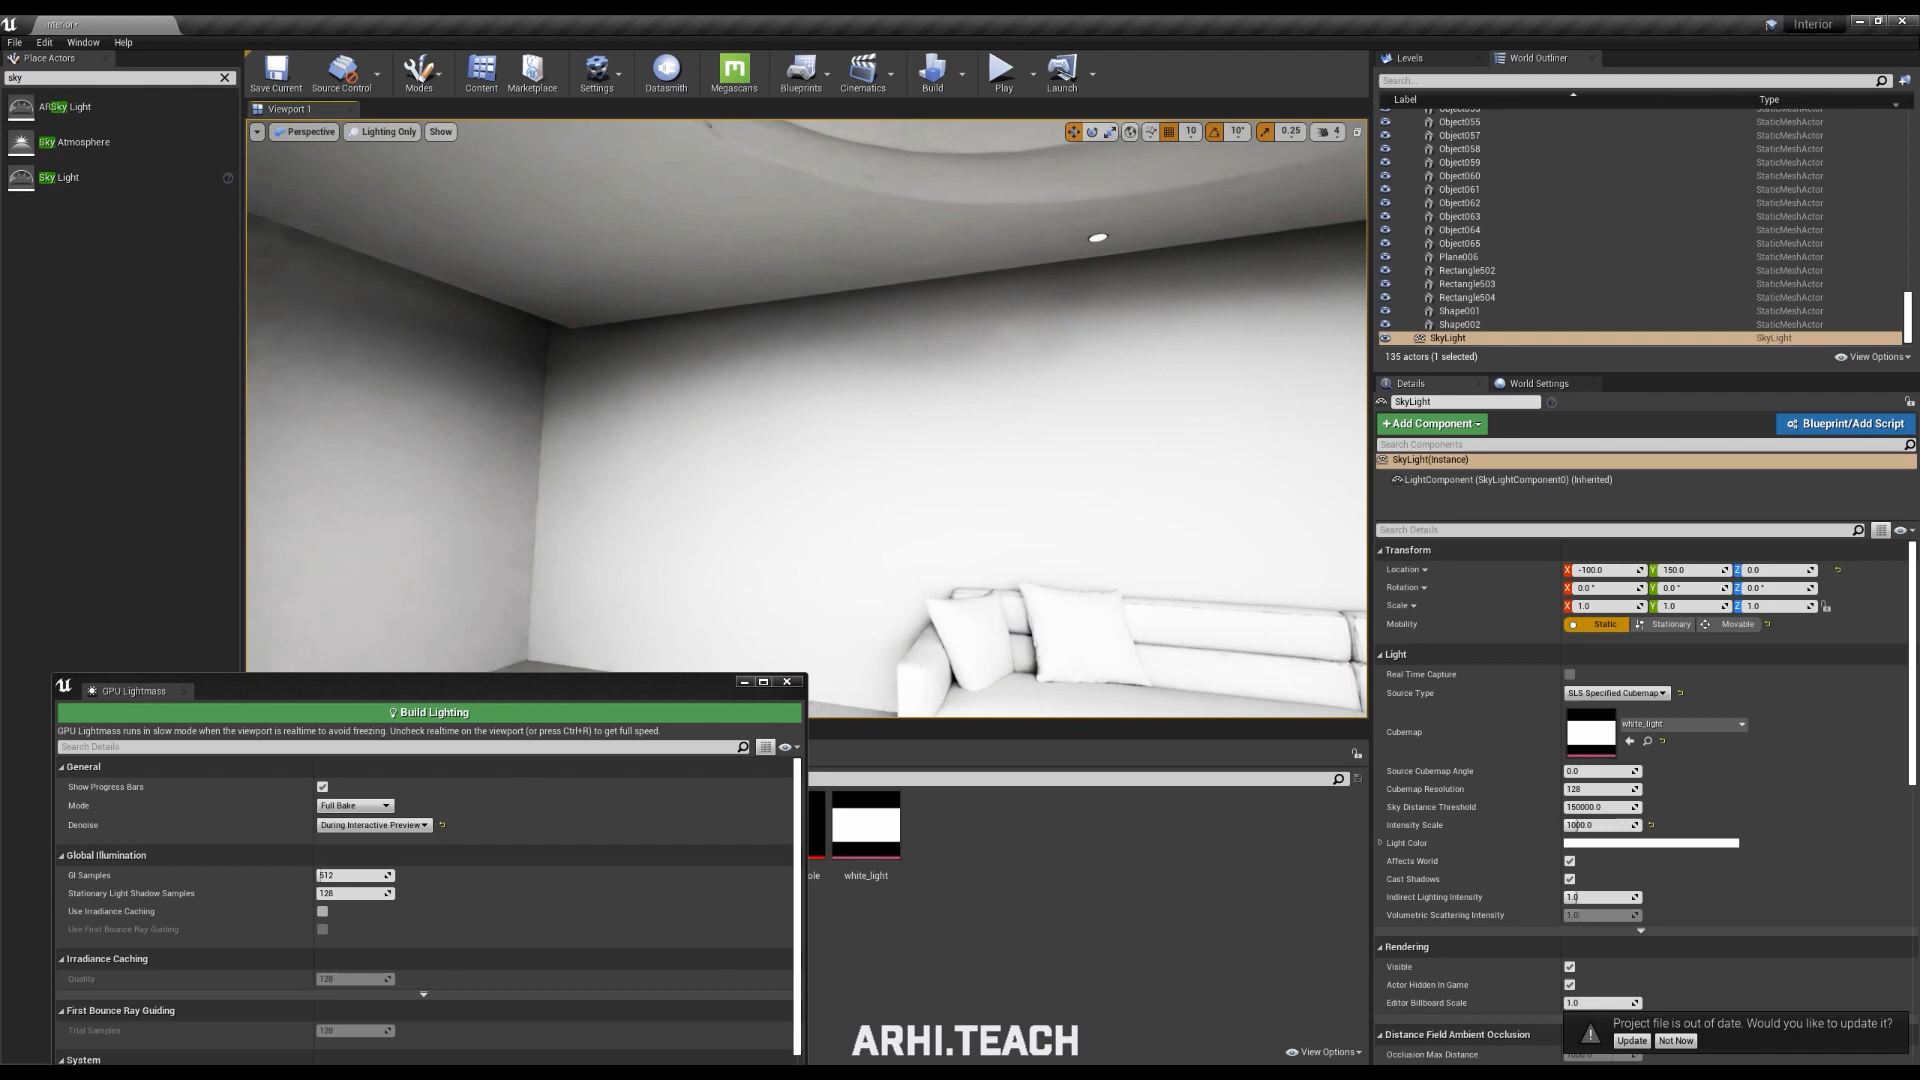 interior*
Interior
File Edit Window Help
Place Actors
sky
ARSky Light
Sky Atmosphere
Sky Light
Save Current
Source Control
Modes
Content
Marketplace
Settings
Datasmith
Megascans
Blueprints
Cinematics
Build
Play
Launch
Viewport 1
Perspective
Lighting Only
Show
10
10°
0.25
4
Levels
World Outliner
Search...
Label Type
Object055 StaticMeshActor
Object057 StaticMeshActor
Object058 StaticMeshActor
Object059 StaticMeshActor
Object060 StaticMeshActor
Object061 StaticMeshActor
Object062 StaticMeshActor
Object063 StaticMeshActor
Object064 StaticMeshActor
Object065 StaticMeshActor
Plane006 StaticMeshActor
Rectangle502 StaticMeshActor
Rectangle503 StaticMeshActor
Rectangle504 StaticMeshActor
Shape001 StaticMeshActor
Shape002 StaticMeshActor
SkyLight SkyLight
135 actors (1 selected) View Options
Details World Settings
SkyLight
+Add Component Blueprint/Add Script
Search Components
SkyLight(Instance)
LightComponent (SkyLightComponent0) (Inherited)
Search Details
Transform
Location X -100.0 Y 150.0 Z 0.0
Rotation X 0.0 ° Y 0.0 ° Z 0.0 °
Scale X 1.0 Y 1.0 Z 1.0
Mobility Static Stationary Movable
Light
Real Time Capture
Source Type SLS Specified Cubemap
Cubemap white_light
Source Cubemap Angle 0.0
Cubemap Resolution 128
Sky Distance Threshold 150000.0
Intensity Scale 1000.0
Light Color
Affects World
Cast Shadows
Indirect Lighting Intensity 1.0
Volumetric Scattering Intensity 1.0
Rendering
Visible
Actor Hidden In Game
Editor Billboard Scale 1.0
Distance Field Ambient Occlusion
Occlusion Max Distance 1000.0
Project file is out of date. Would you like to update it?
Update Not Now
GPU Lightmass
Build Lighting
GPU Lightmass runs in slow mode when the viewport is realtime to avoid freezing. Uncheck realtime on the viewport (or press Ctrl+R) to get full speed.
Search Details
General
Show Progress Bars
Mode Full Bake
Denoise During Interactive Preview
Global Illumination
GI Samples 512
Stationary Light Shadow Samples 128
Use Irradiance Caching
Use First Bounce Ray Guiding
Irradiance Caching
Quality 128
First Bounce Ray Guiding
Trial Samples 128
System
ole
white_light
ARHI.TEACH
View Options